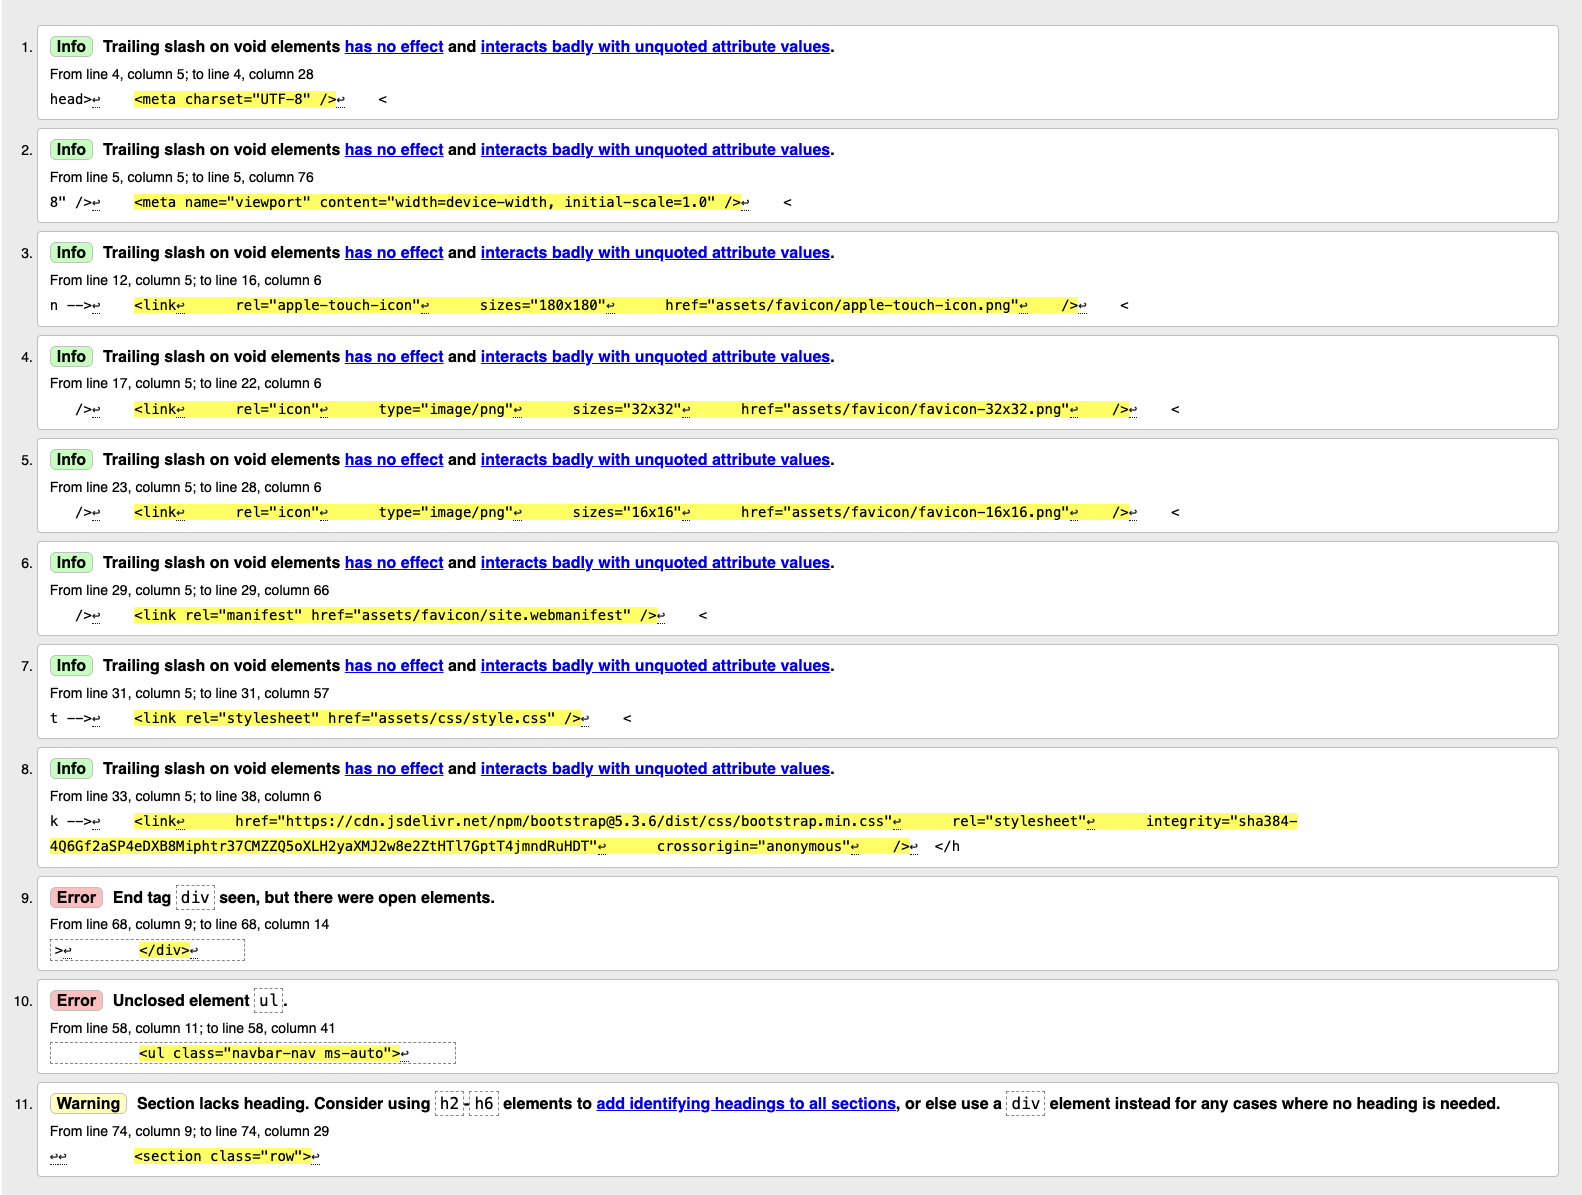 1. Info Trailing slash on void elements has no effect and interacts badly with unquoted attribute values.
From line 4, column 5; to line 4, column 28
head>↩    <meta charset="UTF-8" />↩    <
2. Info Trailing slash on void elements has no effect and interacts badly with unquoted attribute values.
From line 5, column 5; to line 5, column 76
8" />↩    <meta name="viewport" content="width=device-width, initial-scale=1.0" />↩    <
3. Info Trailing slash on void elements has no effect and interacts badly with unquoted attribute values.
From line 12, column 5; to line 16, column 6
n -->↩    <link↩      rel="apple-touch-icon"↩      sizes="180x180"↩      href="assets/favicon/apple-touch-icon.png"↩    />↩    <
4. Info Trailing slash on void elements has no effect and interacts badly with unquoted attribute values.
From line 17, column 5; to line 22, column 6
   />↩    <link↩      rel="icon"↩      type="image/png"↩      sizes="32x32"↩      href="assets/favicon/favicon-32x32.png"↩    />↩    <
5. Info Trailing slash on void elements has no effect and interacts badly with unquoted attribute values.
From line 23, column 5; to line 28, column 6
   />↩    <link↩      rel="icon"↩      type="image/png"↩      sizes="16x16"↩      href="assets/favicon/favicon-16x16.png"↩    />↩    <
6. Info Trailing slash on void elements has no effect and interacts badly with unquoted attribute values.
From line 29, column 5; to line 29, column 66
   />↩    <link rel="manifest" href="assets/favicon/site.webmanifest" />↩    <
7. Info Trailing slash on void elements has no effect and interacts badly with unquoted attribute values.
From line 31, column 5; to line 31, column 57
t -->↩    <link rel="stylesheet" href="assets/css/style.css" />↩    <
8. Info Trailing slash on void elements has no effect and interacts badly with unquoted attribute values.
From line 33, column 5; to line 38, column 6
k -->↩    <link↩      href="https://cdn.jsdelivr.net/npm/bootstrap@5.3.6/dist/css/bootstrap.min.css"↩      rel="stylesheet"↩      integrity="sha384-
4Q6Gf2aSP4eDXB8Miphtr37CMZZQ5oXLH2yaXMJ2w8e2ZtHTl7GptT4jmndRuHDT"↩      crossorigin="anonymous"↩    />↩  </h
9. Error End tag div seen, but there were open elements.
From line 68, column 9; to line 68, column 14
>↩        </div>↩
10. Error Unclosed element ul.
From line 58, column 11; to line 58, column 41
<ul class="navbar-nav ms-auto">↩
11. Warning Section lacks heading. Consider using h2-h6 elements to add identifying headings to all sections, or else use a div element instead for any cases where no heading is needed.
From line 74, column 9; to line 74, column 29
↩↩        <section class="row">↩